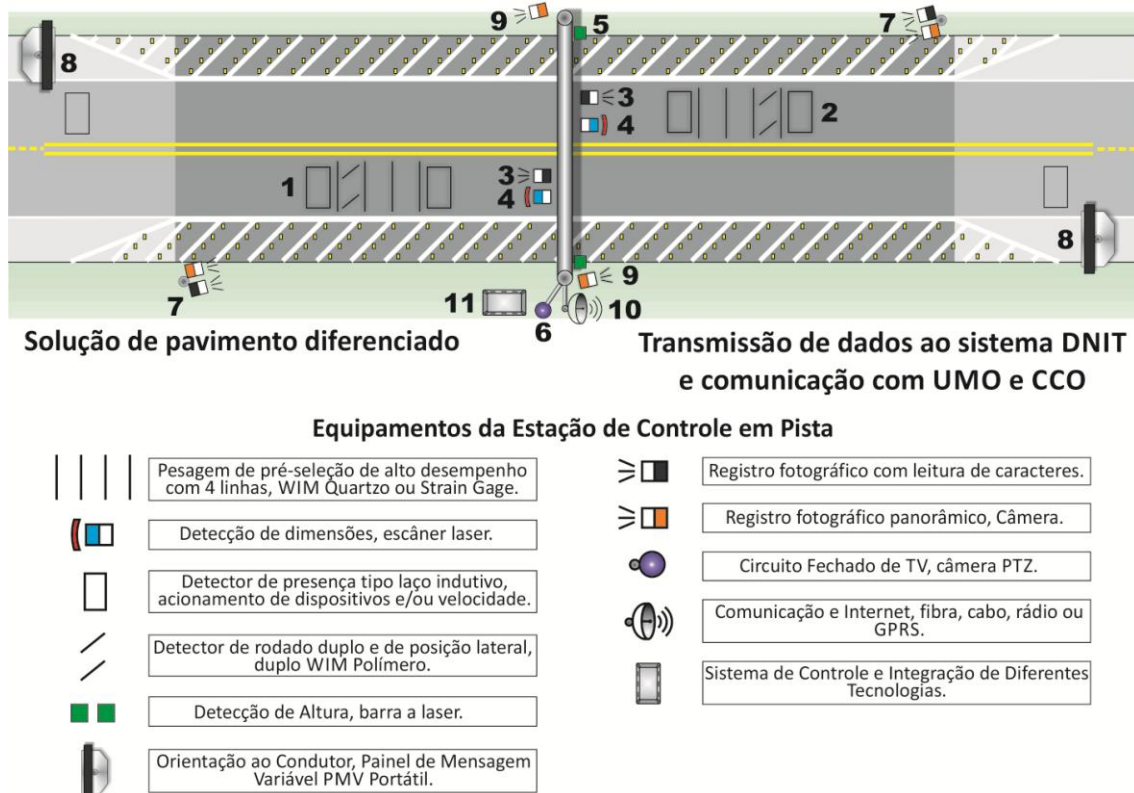 9
5
7
8
3
4
2
1
3
4
8
7
9
11
6
10
Solução de pavimento diferenciado
Transmissão de dados ao sistema DNIT
e comunicação com UMO e CCO
Equipamentos da Estação de Controle em Pista
Pesagem de pré-seleção de alto desempenho
com 4 linhas, WIM Quartzo ou Strain Gage.
Detecção de dimensões, escâner laser.
Detector de presença tipo laço indutivo,
acionamento de dispositivos e/ou velocidade.
Detector de rodado duplo e de posição lateral,
duplo WIM Polímero.
Detecção de Altura, barra a laser.
Orientação ao Condutor, Painel de Mensagem
Variável PMV Portátil.
Registro fotográfico com leitura de caracteres.
Registro fotográfico panorâmico, Câmera.
Circuito Fechado de TV, câmera PTZ.
Comunicação e Internet, fibra, cabo, rádio ou
GPRS.
Sistema de Controle e Integração de Diferentes
Tecnologias.